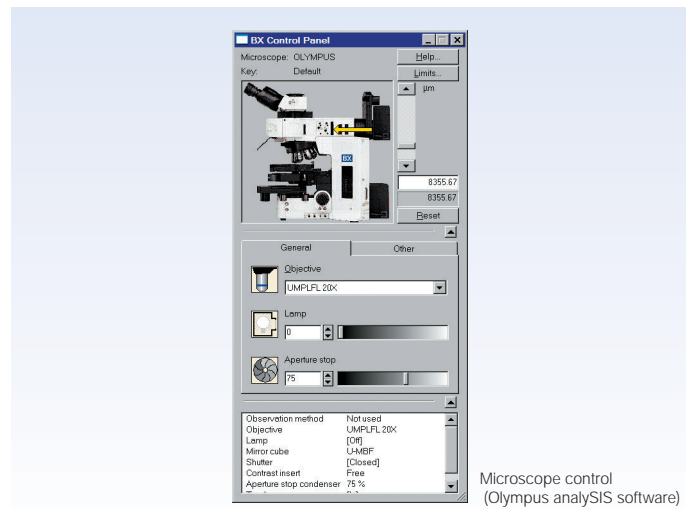 BX Control Panel
Microscope: OLYMPUS
Help...
Key: Default
Limits...
µm
BX
8355.67
8355.67
Reset
General
Other
Objective
UMPLFL 20X
Lamp
0
Aperture stop
75
Observation method Not used
Objective UMPLFL 20X
Lamp [Off]
Mirror cube U-MBF
Shutter [Closed]
Contrast insert Free
Aperture stop condenser 75 %
Microscope control
(Olympus analySIS software)